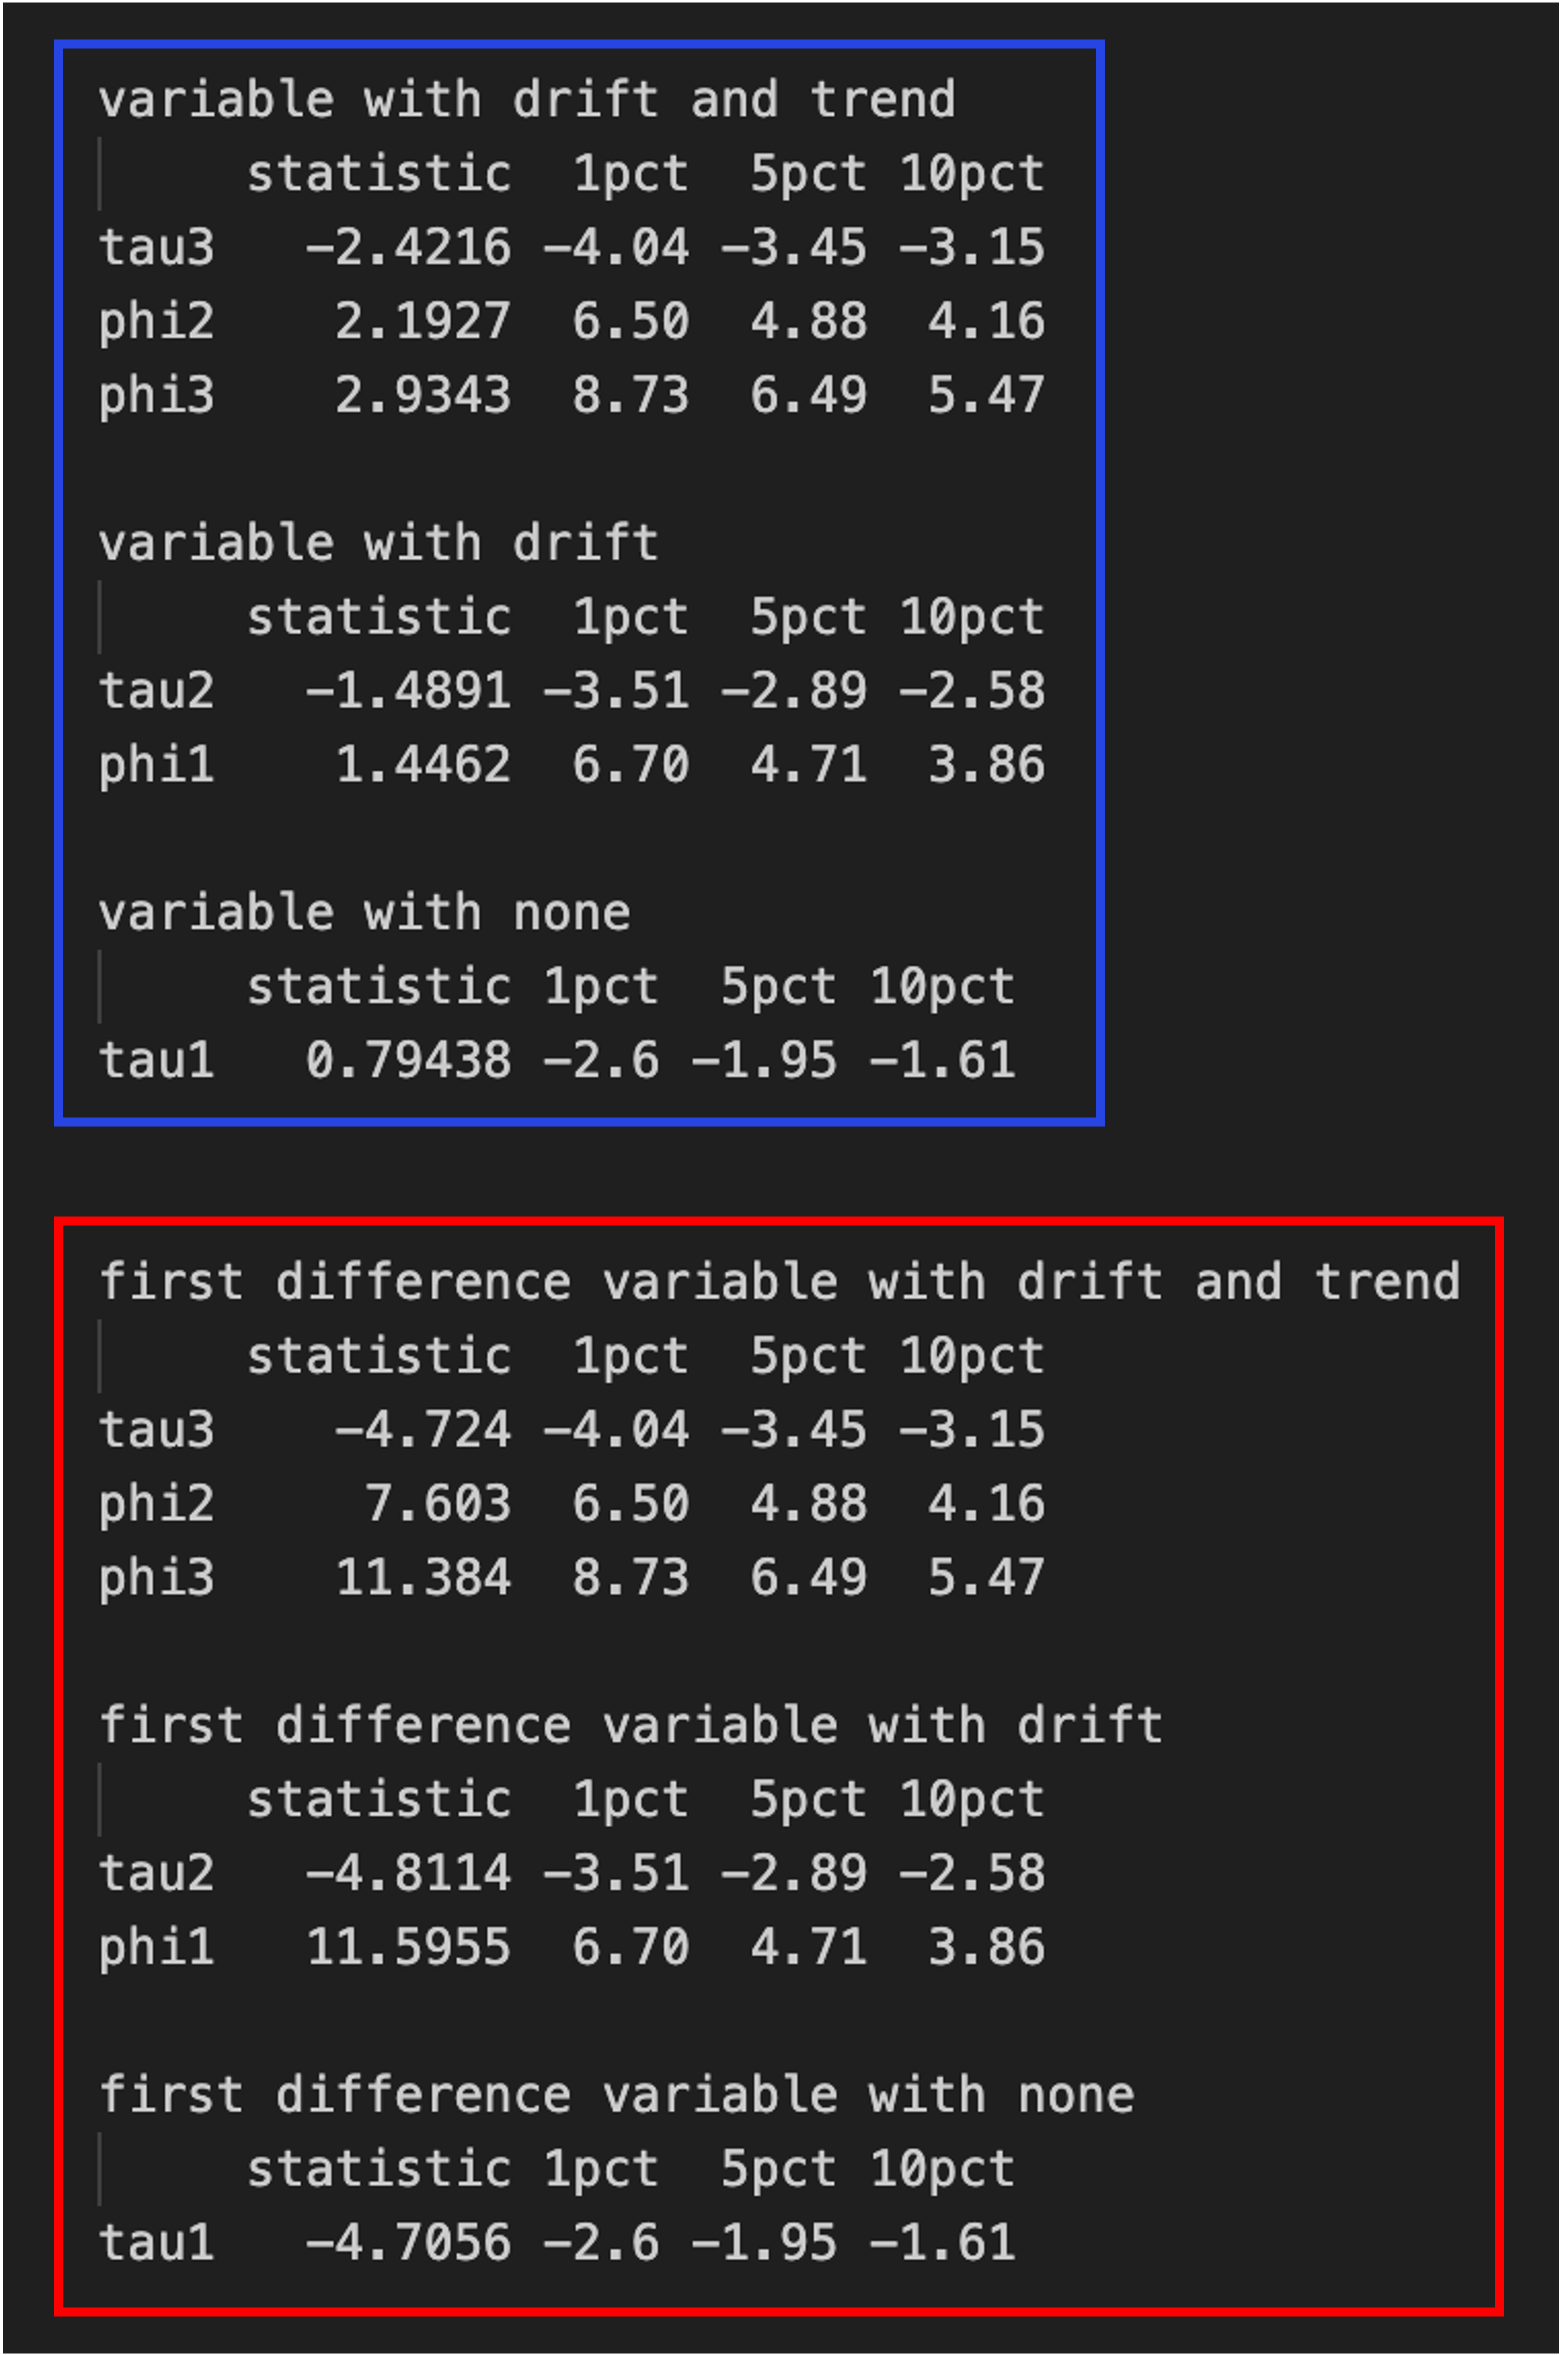 variable with drift and trend
statistic 1pct 5pct 10pct
tau3 −2.4216 −4.04 −3.45 −3.15
phi2 2.1927 6.50 4.88 4.16
phi3 2.9343 8.73 6.49 5.47
variable with drift
statistic 1pct 5pct 10pct
tau2 −1.4891 −3.51 −2.89 −2.58
phi1 1.4462 6.70 4.71 3.86
variable with none
statistic 1pct 5pct 10pct
tau1 0.79438 −2.6 −1.95 −1.61
first difference variable with drift and trend
statistic 1pct 5pct 10pct
tau3 −4.724 −4.04 −3.45 −3.15
phi2 7.603 6.50 4.88 4.16
phi3 11.384 8.73 6.49 5.47
first difference variable with drift
statistic 1pct 5pct 10pct
tau2 −4.8114 −3.51 −2.89 −2.58
phi1 11.5955 6.70 4.71 3.86
first difference variable with none
statistic 1pct 5pct 10pct
tau1 −4.7056 −2.6 −1.95 −1.61